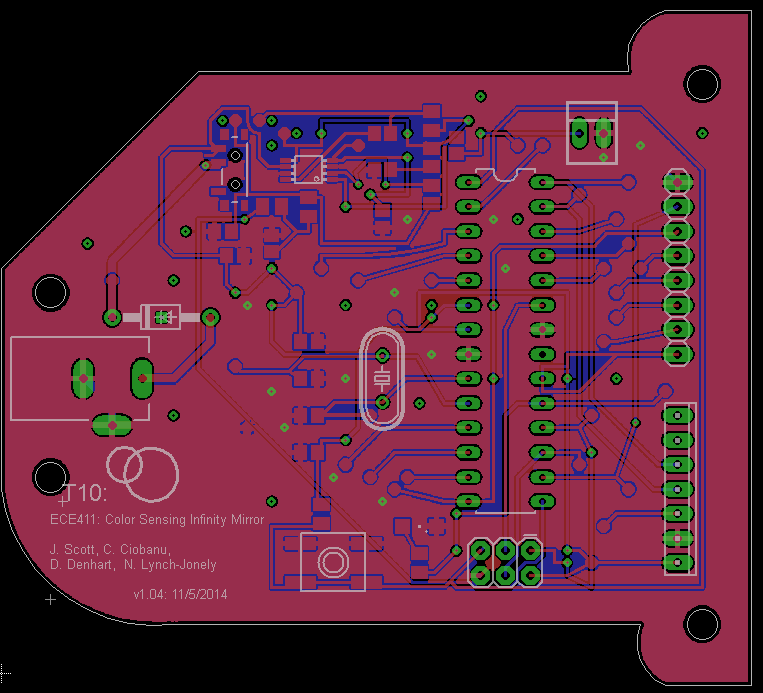 T10:
ECE411: Color Sensing Infinity Mirror
J. Scott, C. Ciobanu,
D. Denhart, N. Lynch-Jonely
v1.04: 11/5/2014